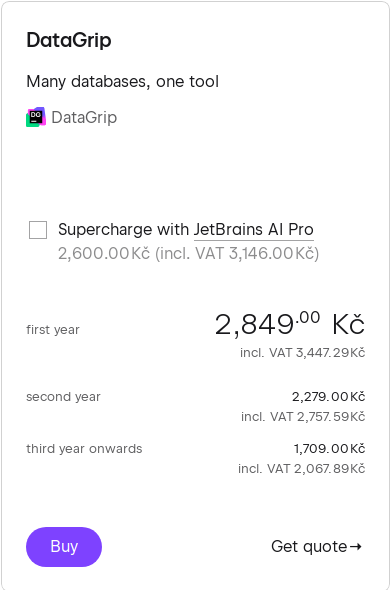 DataGrip
Many databases, one tool
DG
DataGrip
Supercharge with JetBrains AI Pro
2,600.00Kč (incl. VAT 3,146.00Kč)
first year
2,849.00 Kč
incl. VAT 3,447.29Kč
second year
2,279.00Kč
incl. VAT 2,757.59Kč
third year onwards
1,709.00Kč
incl. VAT 2,067.89Kč
Buy
Get quote→